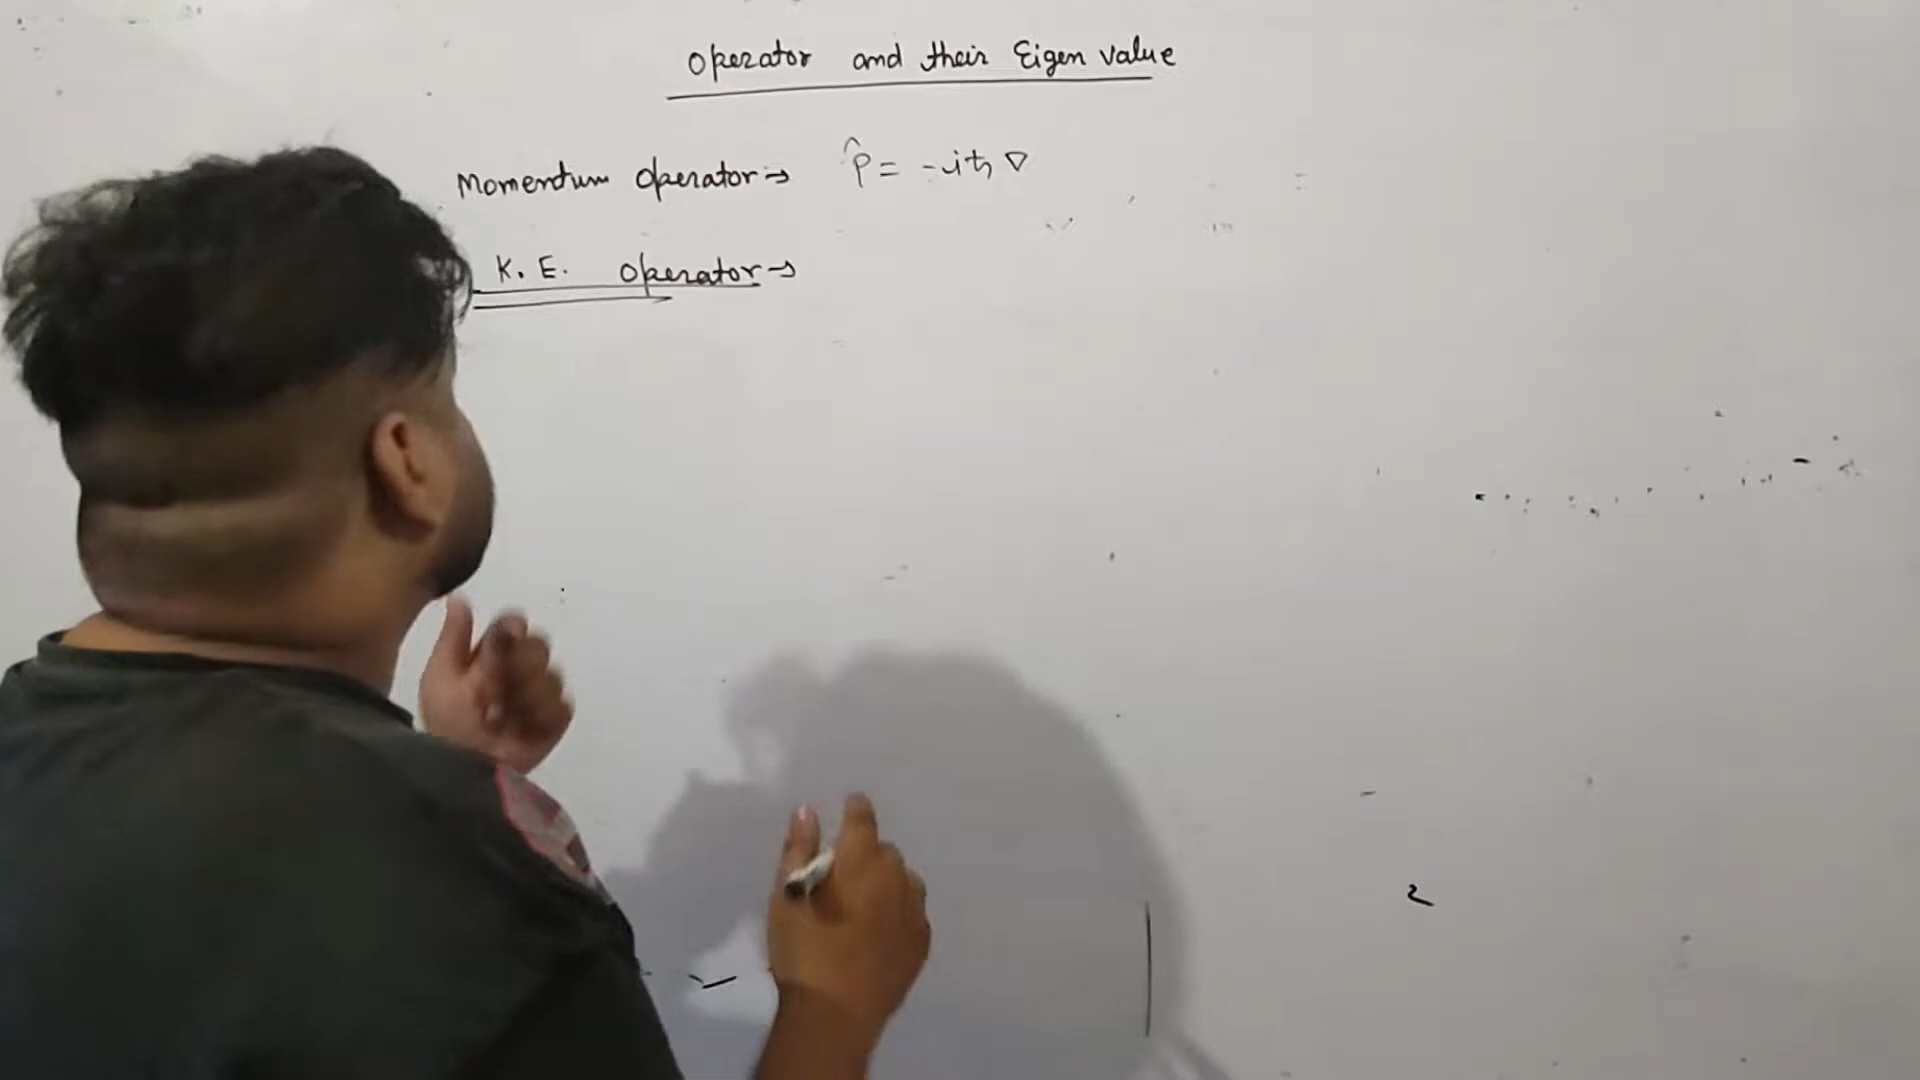 Operator and their Eigen value
Momentum operator → p̂ = -iħ ∇
K. E. operator →